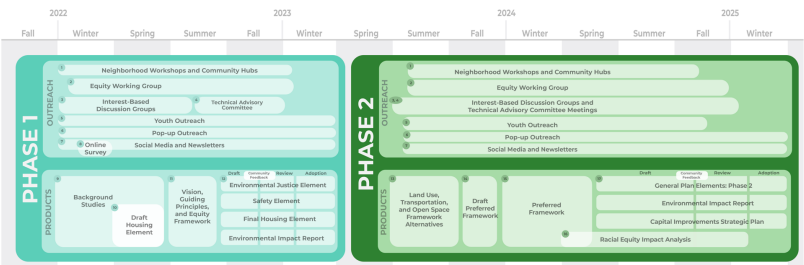 2022 2023 2024 2025
Fall Winter Spring Summer Fall Winter Spring Summer Fall Winter Spring Summer Fall Winter
PHASE 1
OUTREACH
Neighborhood Workshops and Community Hubs
Equity Working Group
Interest-Based
Discussion Groups
Technical Advisory
Committee
Youth Outreach
Pop-up Outreach
Online
Survey
Social Media and Newsletters
PRODUCTS
Background
Studies
Draft
Housing
Element
Vision,
Guiding
Principles,
and Equity
Framework
Draft Community
Feedback Review Adoption
Environmental Justice Element
Safety Element
Final Housing Element
Environmental Impact Report
PHASE 2
OUTREACH
Neighborhood Workshops and Community Hubs
Equity Working Group
Interest-Based Discussion Groups and
Technical Advisory Committee Meetings
Youth Outreach
Pop-up Outreach
Social Media and Newsletters
PRODUCTS
Land Use,
Transportation,
and Open Space
Framework
Alternatives
Draft
Preferred
Framework
Preferred
Framework
Draft Community
Feedback Review Adoption
General Plan Elements: Phase 2
Environmental Impact Report
Capital Improvements Strategic Plan
Racial Equity Impact Analysis